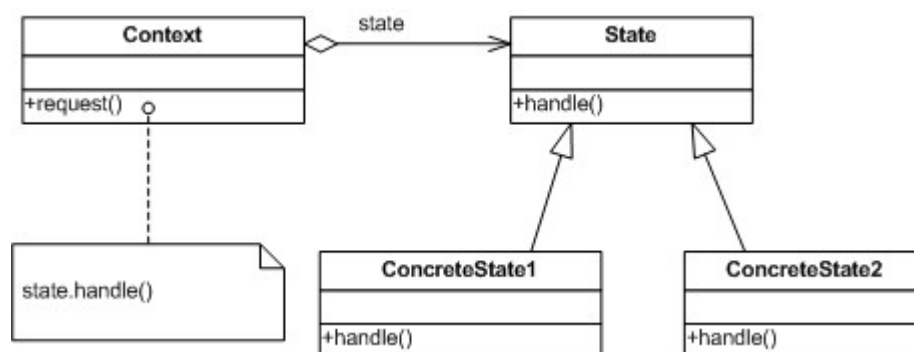 Context
state
State
+request()
+handle()
state.handle()
ConcreteState1
ConcreteState2
+handle()
+handle()